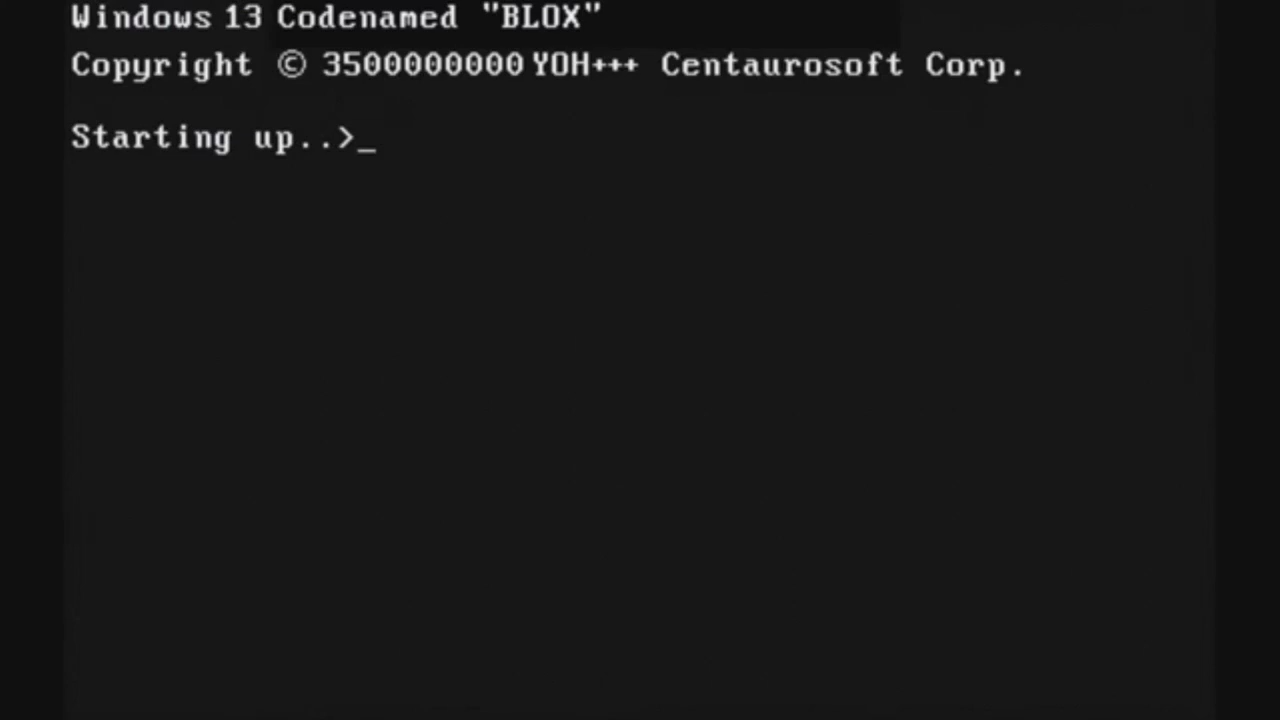 Windows 13 Codenamed "BLOX"
Copyright © 3500000000 YOH+++ Centaurosoft Corp.
Starting up..>_